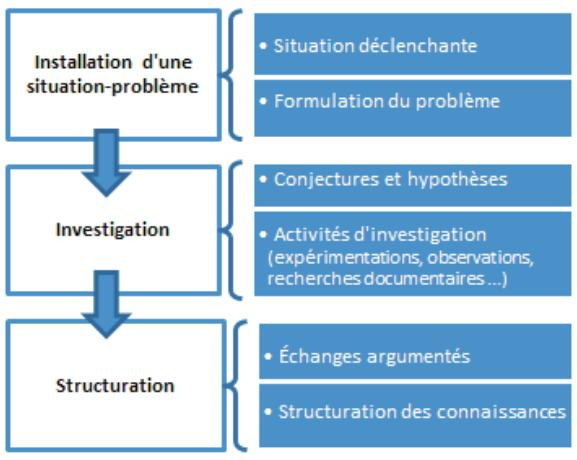 Installation d'une
situation-problème
• Situation déclenchante
• Formulation du problème
Investigation
• Conjectures et hypothèses
• Activités d'investigation
(expérimentations, observations,
recherches documentaires ...)
Structuration
• Échanges argumentés
• Structuration des connaissances